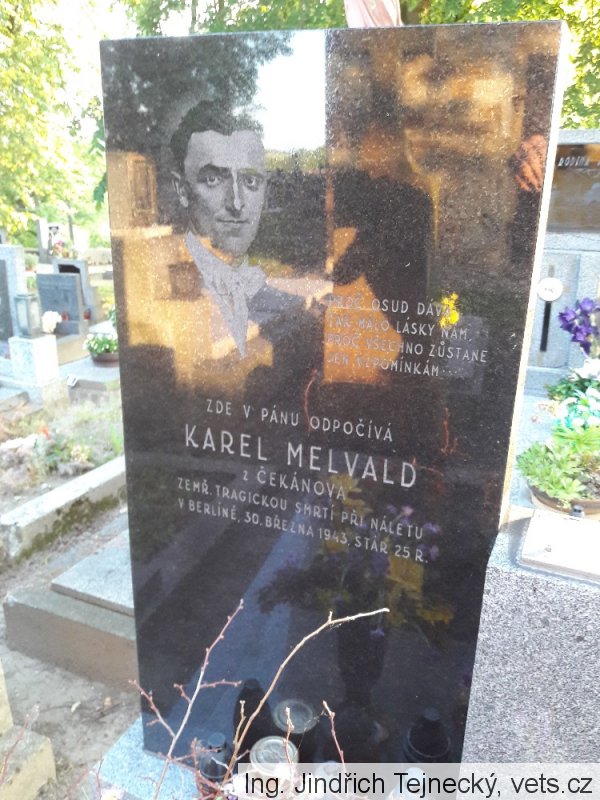 PROČ OSUD DÁVÁ
TAK MÁLO LÁSKY NÁM,
PROČ VŠECHNO ZŮSTANE
JEN VZPOMÍNKÁM...
ZDE V PÁNU ODPOČÍVÁ
KAREL MELVALD
Z ČEKÁNOVA
ZEMŘ. TRAGICKOU SMRTÍ PŘI NÁLETU
V BERLÍNĚ, 30. BŘEZNA 1943, STÁŘ 25 R.
RODINA
Ing. Jindřich Tejnecký, vets.cz